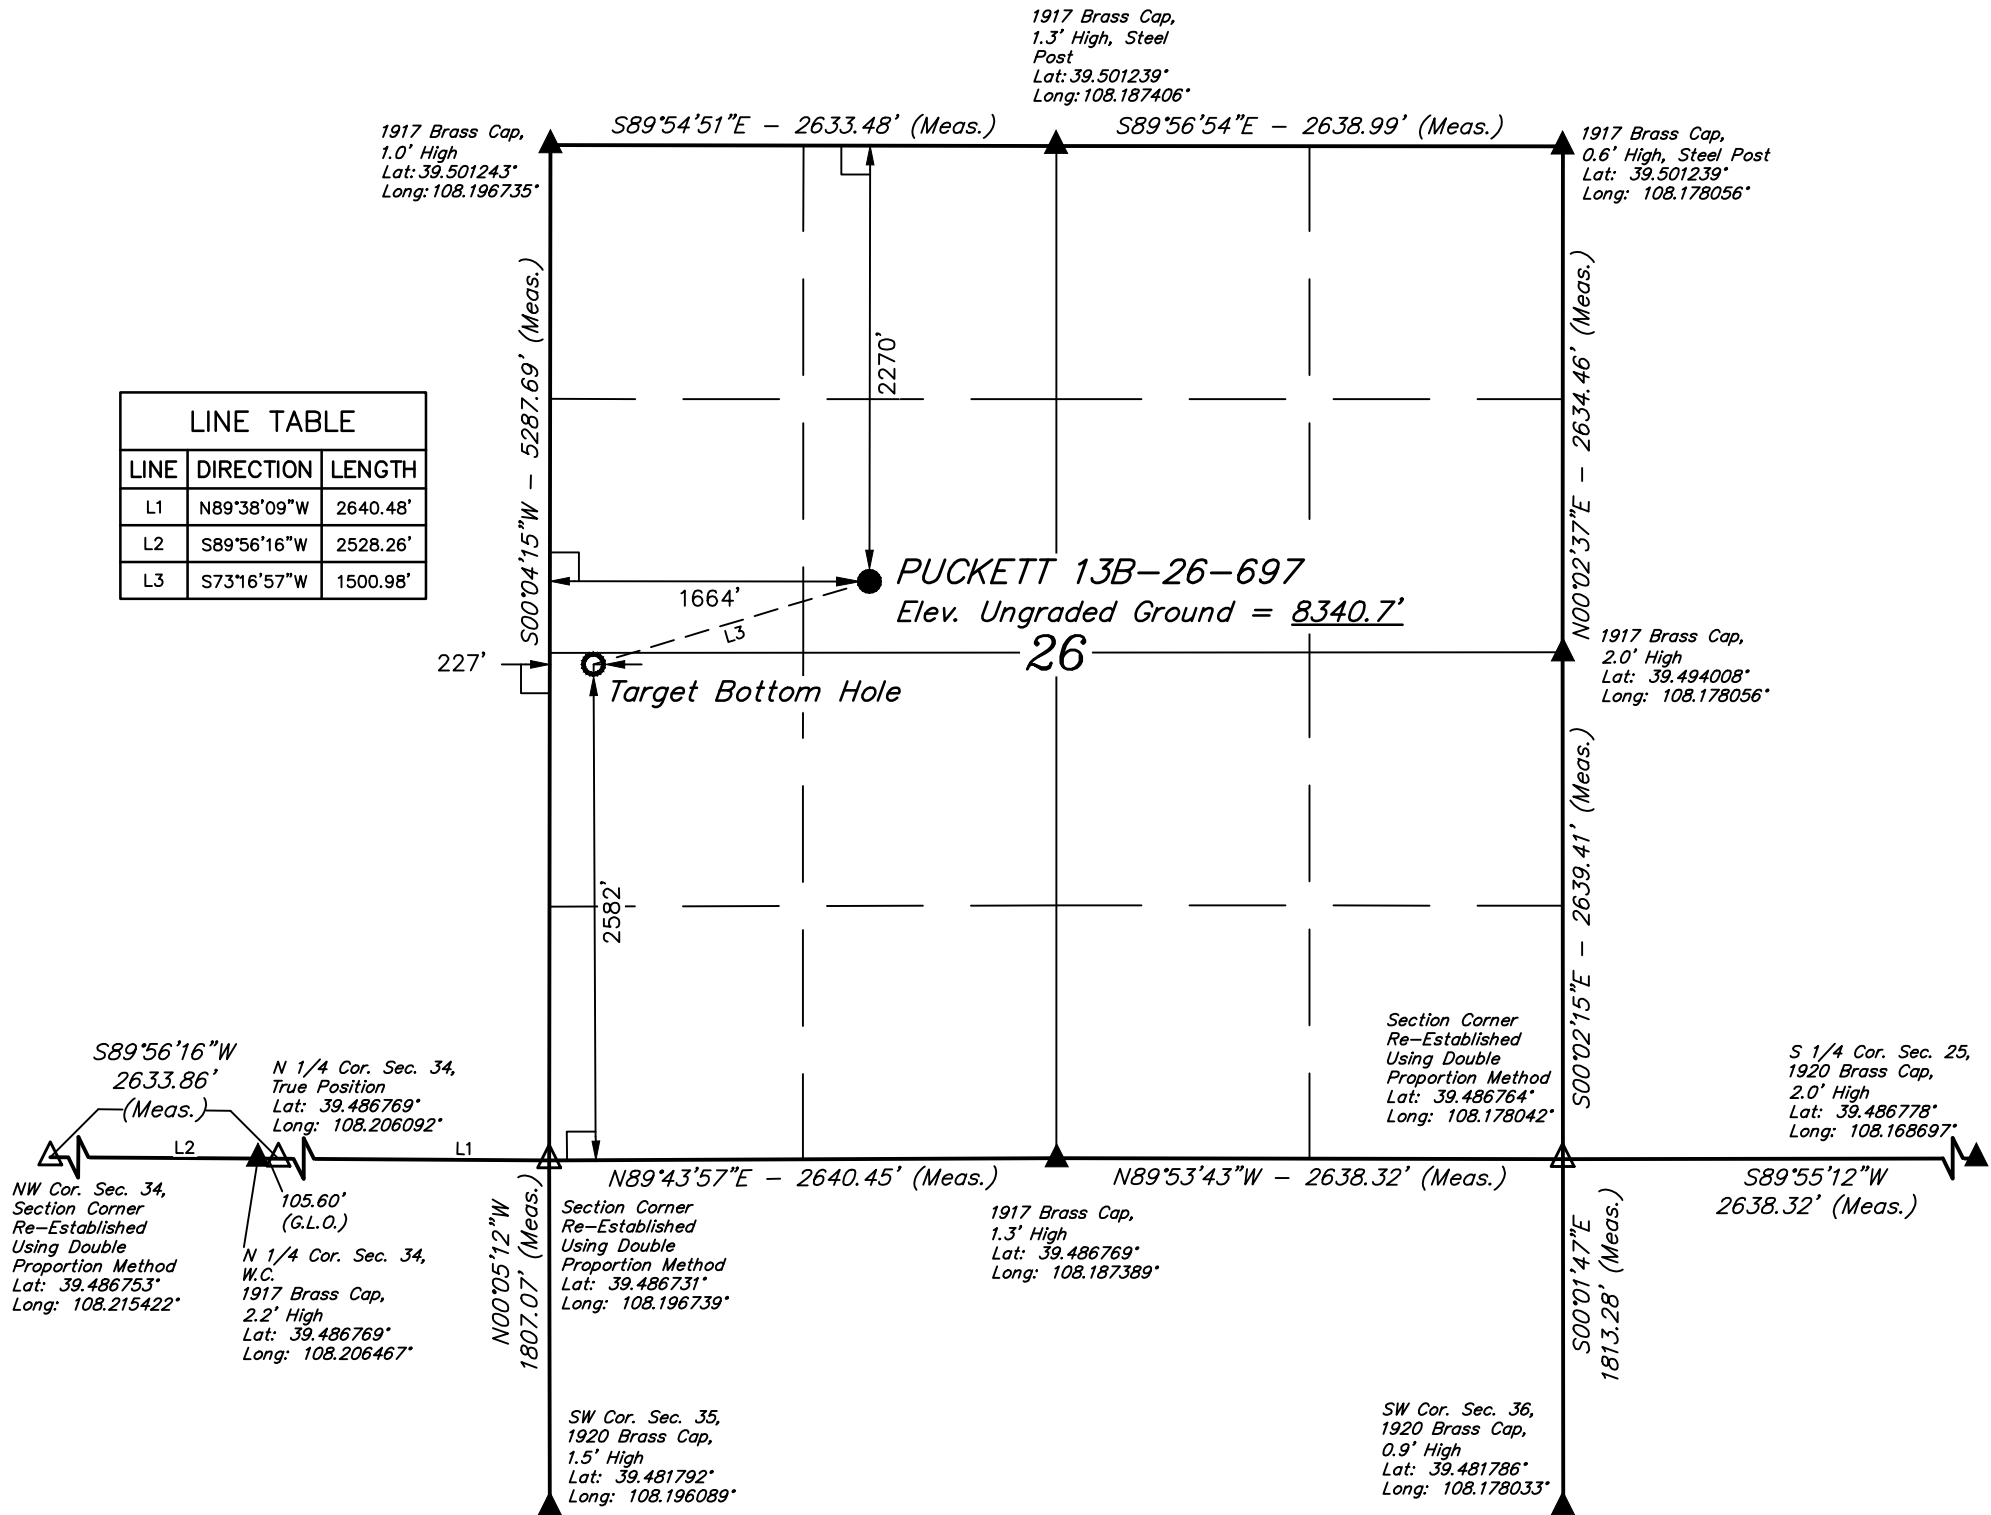 1917 Brass Cap,
1.3' High, Steel
Post
Lat: 39.501239°
Long: 108.187406°
S89°54'51"E - 2633.48' (Meas.)
S89°56'54"E - 2638.99' (Meas.)
1917 Brass Cap,
1.0' High
Lat: 39.501243°
Long: 108.196735°
1917 Brass Cap,
0.6' High, Steel Post
Lat: 39.501239°
Long: 108.178056°
S00°04'15"W - 5287.69' (Meas.)
2270'
N00°02'37"E - 2634.46' (Meas.)
LINE TABLE
LINE DIRECTION LENGTH
L1 N89°38'09"W 2640.48'
L2 S89°56'16"W 2528.26'
L3 S73°16'57"W 1500.98'
PUCKETT 13B-26-697
Elev. Ungraded Ground = 8340.7'
1664'
L3
26
227'
Target Bottom Hole
1917 Brass Cap,
2.0' High
Lat: 39.494008°
Long: 108.178056°
2582'
S00°02'15"E - 2639.41' (Meas.)
Section Corner
Re-Established
Using Double
Proportion Method
Lat: 39.486764°
Long: 108.178042°
S 1/4 Cor. Sec. 25,
1920 Brass Cap,
2.0' High
Lat: 39.486778°
Long: 108.168697°
S89°56'16"W
2633.86'
(Meas.)
N 1/4 Cor. Sec. 34,
True Position
Lat: 39.486769°
Long: 108.206092°
L2
L1
N89°43'57"E - 2640.45' (Meas.)
N89°53'43"W - 2638.32' (Meas.)
S89°55'12"W
2638.32' (Meas.)
NW Cor. Sec. 34,
Section Corner
Re-Established
Using Double
Proportion Method
Lat: 39.486753°
Long: 108.215422°
105.60'
(G.L.O.)
N 1/4 Cor. Sec. 34,
W.C.
1917 Brass Cap,
2.2' High
Lat: 39.486769°
Long: 108.206467°
N00°05'12"W
1807.07' (Meas.)
Section Corner
Re-Established
Using Double
Proportion Method
Lat: 39.486731°
Long: 108.196739°
1917 Brass Cap,
1.3' High
Lat: 39.486769°
Long: 108.187389°
S00°01'47"E
1813.28' (Meas.)
SW Cor. Sec. 35,
1920 Brass Cap,
1.5' High
Lat: 39.481792°
Long: 108.196089°
SW Cor. Sec. 36,
1920 Brass Cap,
0.9' High
Lat: 39.481786°
Long: 108.178033°